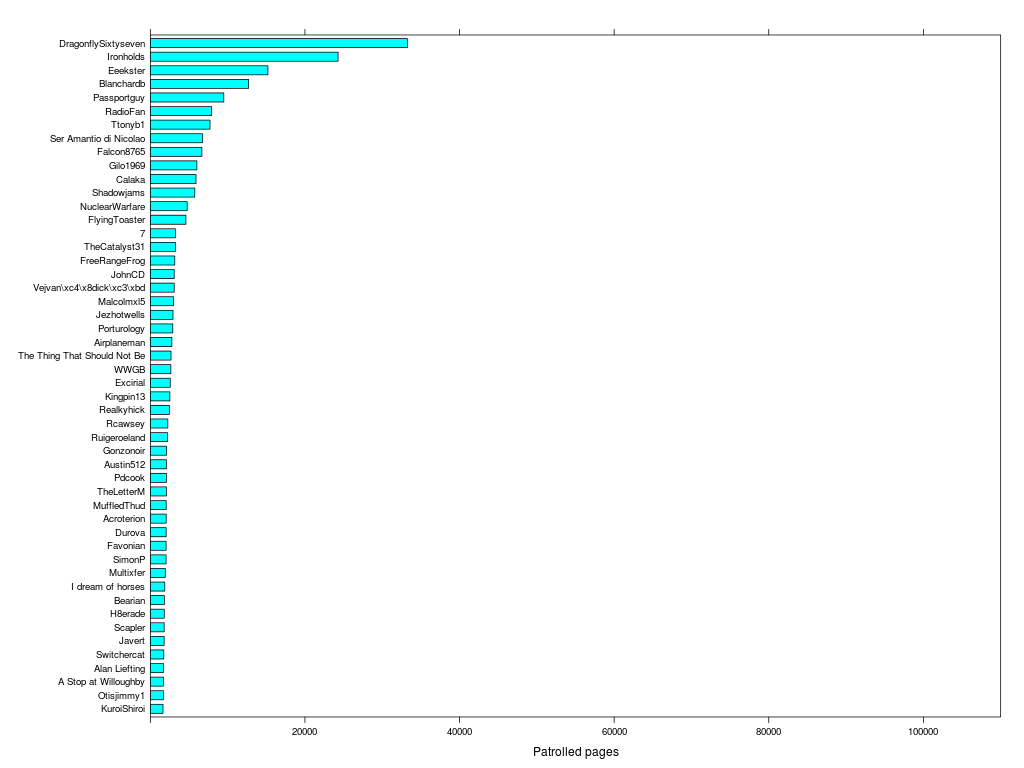 DragonflySixtyseven
Ironholds
Eeekster
Blanchardb
Passportguy
RadioFan
Ttonyb1
Ser Amantio di Nicolao
Falcon8765
Gilo1969
Calaka
Shadowjams
NuclearWarfare
FlyingToaster
7
TheCatalyst31
FreeRangeFrog
JohnCD
Vejvan\xc4\x8dick\xc3\xbd
Malcolmxl5
Jezhotwells
Porturology
Airplaneman
The Thing That Should Not Be
WWGB
Excirial
Kingpin13
Realkyhick
Rcawsey
Ruigeroeland
Gonzonoir
Austin512
Pdcook
TheLetterM
MuffledThud
Acroterion
Durova
Favonian
SimonP
Multixfer
I dream of horses
Bearian
H8erade
Scapler
Javert
Switchercat
Alan Liefting
A Stop at Willoughby
Otisjimmy1
KuroiShiroi
20000 40000 60000 80000 100000
Patrolled pages